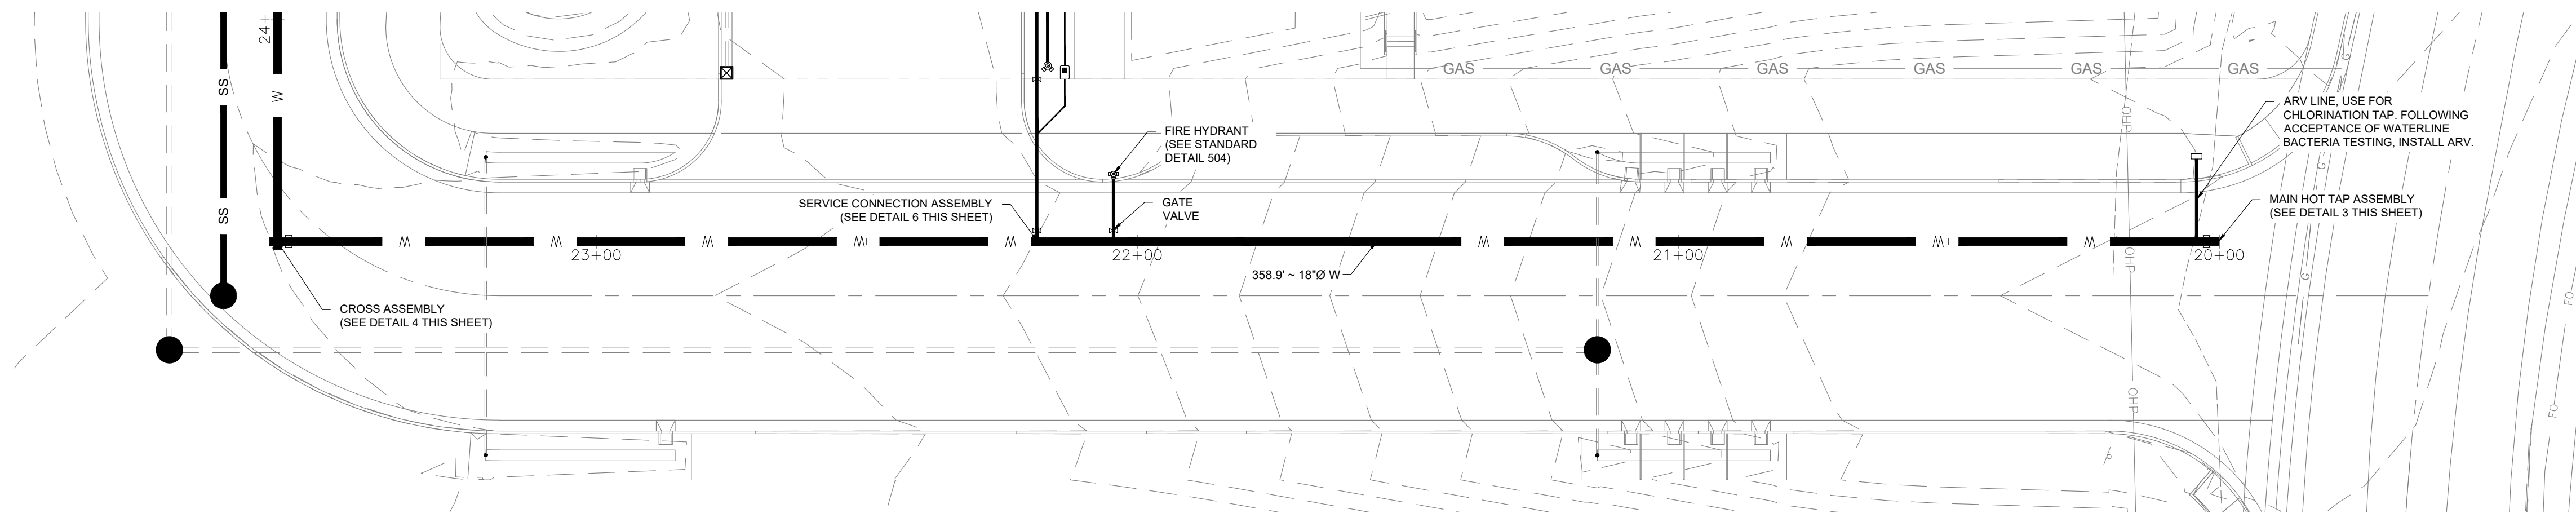 24+
SS
W
GAS
GAS
GAS
GAS
GAS
GAS
G
ARV LINE, USE FOR
CHLORINATION TAP. FOLLOWING
ACCEPTANCE OF WATERLINE
BACTERIA TESTING, INSTALL ARV.
OHP
FIRE HYDRANT
(SEE STANDARD
DETAIL 504)
G
SS
SERVICE CONNECTION ASSEMBLY
(SEE DETAIL 6 THIS SHEET)
GATE
VALVE
MAIN HOT TAP ASSEMBLY
(SEE DETAIL 3 THIS SHEET)
W
W
W
W
W
W
W
W
W
W
23+00
22+00
21+00
20+00
OHP
358.9' ~ 18"Ø W
G
FO
CROSS ASSEMBLY
(SEE DETAIL 4 THIS SHEET)
OHP
FO